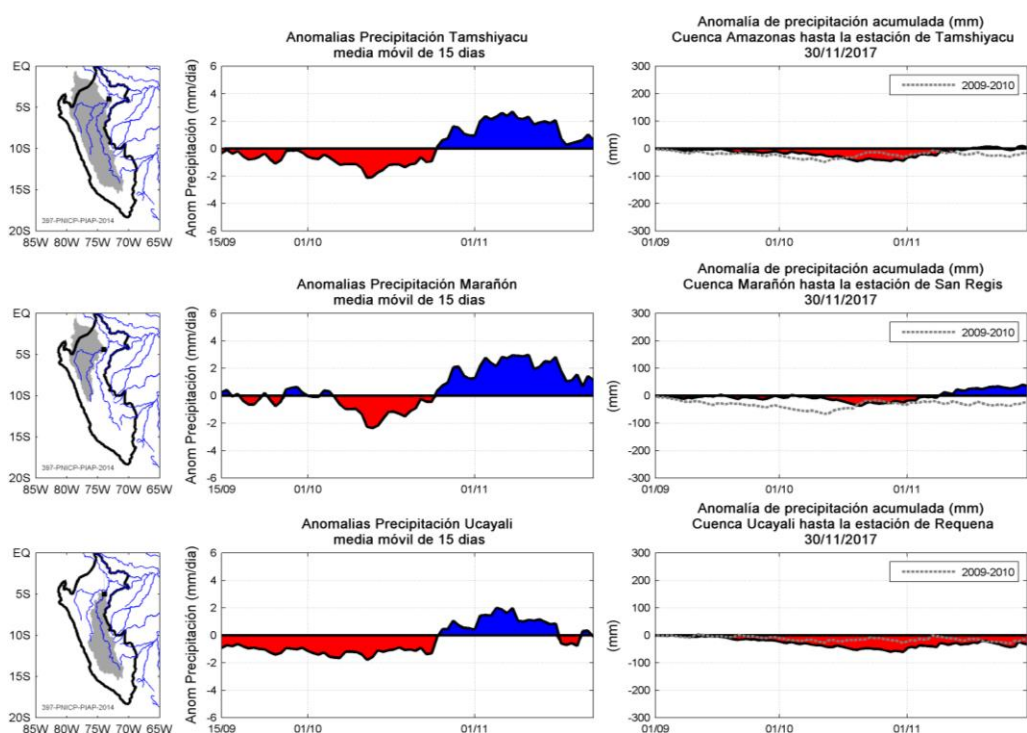 Anomalias Precipitación Tamshiyacu
media móvil de 15 dias
Anomalía de precipitación acumulada (mm)
Cuenca Amazonas hasta la estación de Tamshiyacu
30/11/2017
EQ
5S
10S
15S
20S
85W 80W 75W 70W 65W
397-PNICP-PIAP-2014
Anom Precipitación (mm/dia)
6
4
2
0
-2
-4
-6
15/09 01/10 01/11
(mm)
300
200
100
0
-100
-200
-300
01/09 01/10 01/11
2009-2010
Anomalias Precipitación Marañón
media móvil de 15 dias
Anomalía de precipitación acumulada (mm)
Cuenca Marañón hasta la estación de San Regis
30/11/2017
EQ
5S
10S
15S
20S
85W 80W 75W 70W 65W
397-PNICP-PIAP-2014
Anom Precipitación (mm/dia)
6
4
2
0
-2
-4
-6
15/09 01/10 01/11
(mm)
300
200
100
0
-100
-200
-300
01/09 01/10 01/11
2009-2010
Anomalias Precipitación Ucayali
media móvil de 15 dias
Anomalía de precipitación acumulada (mm)
Cuenca Ucayali hasta la estación de Requena
30/11/2017
EQ
5S
10S
15S
20S
85W 80W 75W 70W 65W
397-PNICP-PIAP-2014
Anom Precipitación (mm/dia)
6
4
2
0
-2
-4
-6
15/09 01/10 01/11
(mm)
300
200
100
0
-100
-200
-300
01/09 01/10 01/11
2009-2010